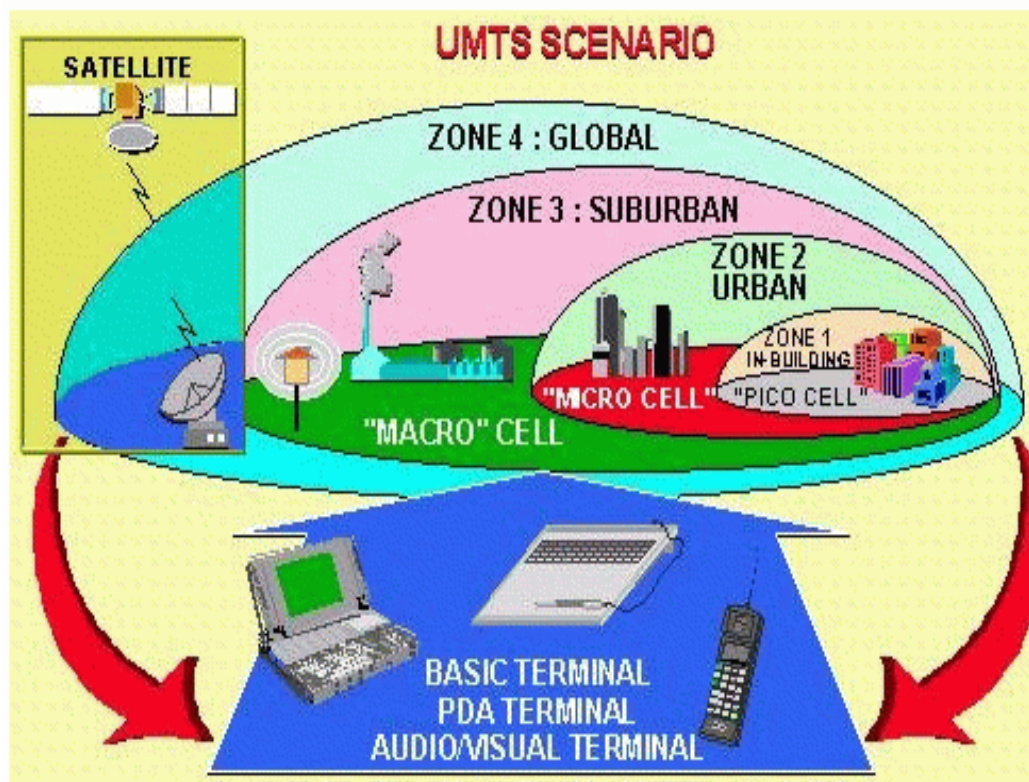 UMTS SCENARIO
SATELLITE
ZONE 4 : GLOBAL
ZONE 3 : SUBURBAN
ZONE 2
URBAN
ZONE 1
IN-BUILDING
"MICRO CELL"
"PICO CELL"
"MACRO" CELL
BASIC TERMINAL
PDA TERMINAL
AUDIO/VISUAL TERMINAL